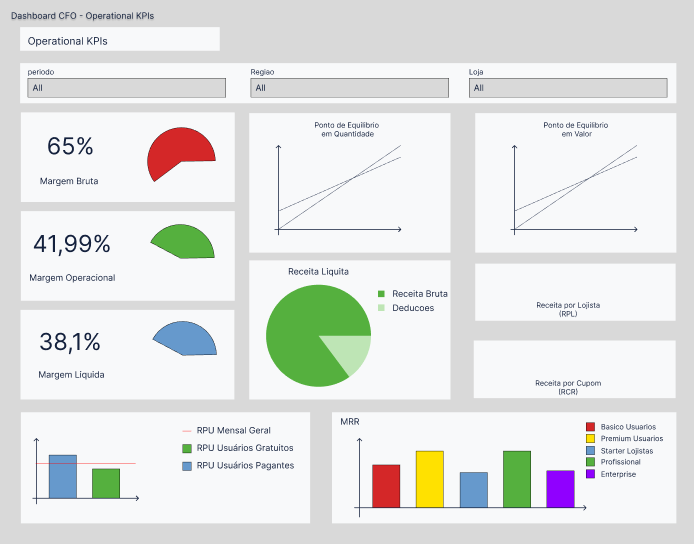 Dashboard CFO - Operational KPIs
Operational KPIs
periodo
Regiao
Loja
All
All
All
65%
Margem Bruta
41,99%
Margem Operacional
38,1%
Margem Liquida
Ponto de Equilibrio
em Quantidade
Ponto de Equilibrio
em Valor
Receita Liquita
Receita Bruta
Deducoes
Receita por Lojista
(RPL)
Receita por Cupom
(RCR)
RPU Mensal Geral
RPU Usuários Gratuitos
RPU Usuários Pagantes
MRR
Basico Usuarios
Premium Usuarios
Starter Lojistas
Profissional
Enterprise